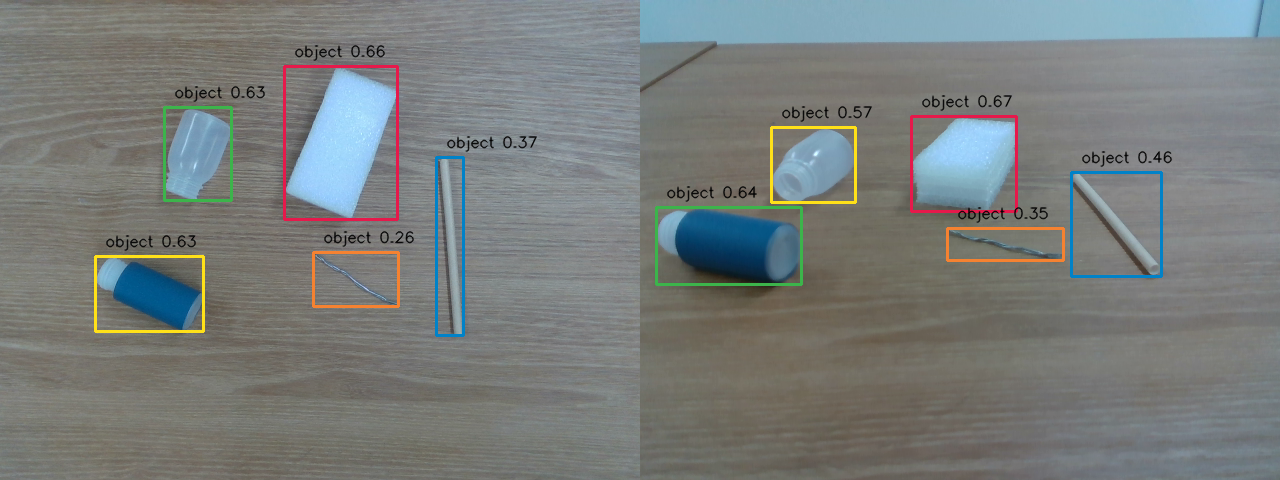 object 0.66
object 0.63
object 0.37
object 0.26
object 0.63
object 0.67
object 0.57
object 0.46
object 0.64
object 0.35